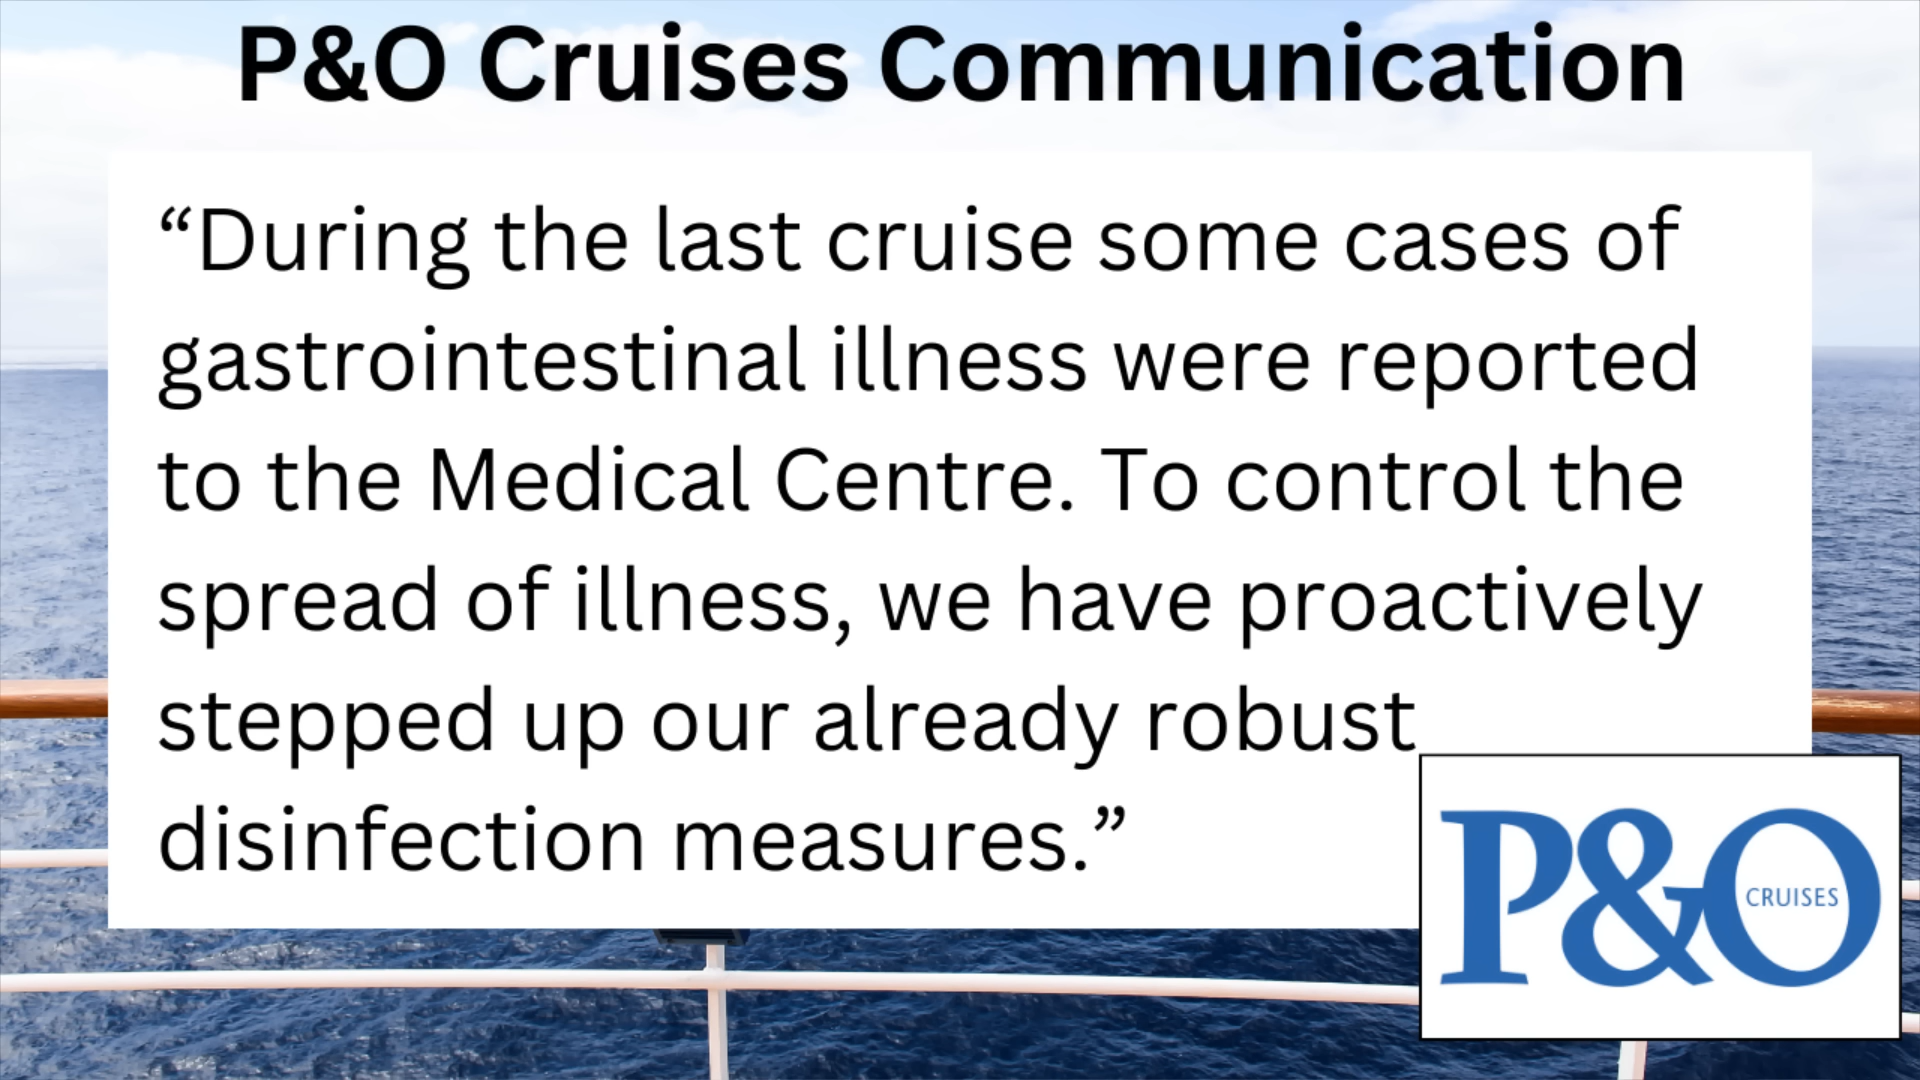 P&O Cruises Communication
“During the last cruise some cases of
gastrointestinal illness were reported
to the Medical Centre. To control the
spread of illness, we have proactively
stepped up our already robust
disinfection measures.”
P&O
CRUISES